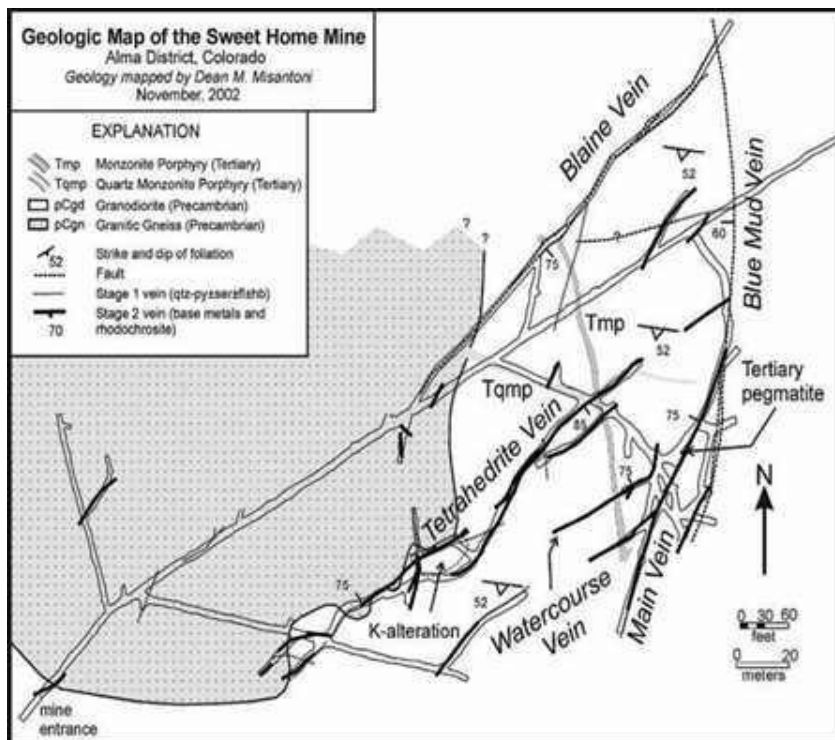 Geologic Map of the Sweet Home Mine
Alma District, Colorado
Geology mapped by Dean M. Misantoni
November, 2002
EXPLANATION
Tmp Monzonite Porphyry (Tertiary)
Tqmp Quartz Monzonite Porphyry (Tertiary)
pCgd Granodiorite (Precambrian)
pCgn Granitic Gneiss (Precambrian)
52 Strike and dip of foliation
Fault
Stage 1 vein
Stage 2 vein (base metals and
70 rhodochrosite)
Blaine Vein
52
Blue Mud Vein
60
?
?
?
75
Tmp
52
Tertiary
pegmatite
Tqmp
75
85
Tetrahedrite Vein
75
N
75
52
K-alteration
Watercourse
Vein
Main Vein
0 30 60
feet
0 20
meters
mine
entrance